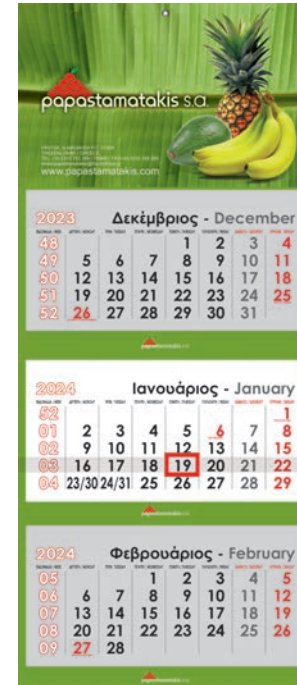 papastamatakis s.a.
www.papastamatakis.com
2023 Δεκέμβριος - December
48 1 2 3 4
49 5 6 7 8 9 10 11
50 12 13 14 15 16 17 18
51 19 20 21 22 23 24 25
52 26 27 28 29 30 31
papastamatakis s.a.
2024 Ιανουάριος - January
52 1
01 2 3 4 5 6 7 8
02 9 10 11 12 13 14 15
03 16 17 18 19 20 21 22
04 23/30 24/31 25 26 27 28 29
papastamatakis s.a.
2024 Φεβρουάριος - February
05 1 2 3 4 5
06 6 7 8 9 10 11 12
07 13 14 15 16 17 18 19
08 20 21 22 23 24 25 26
09 27 28